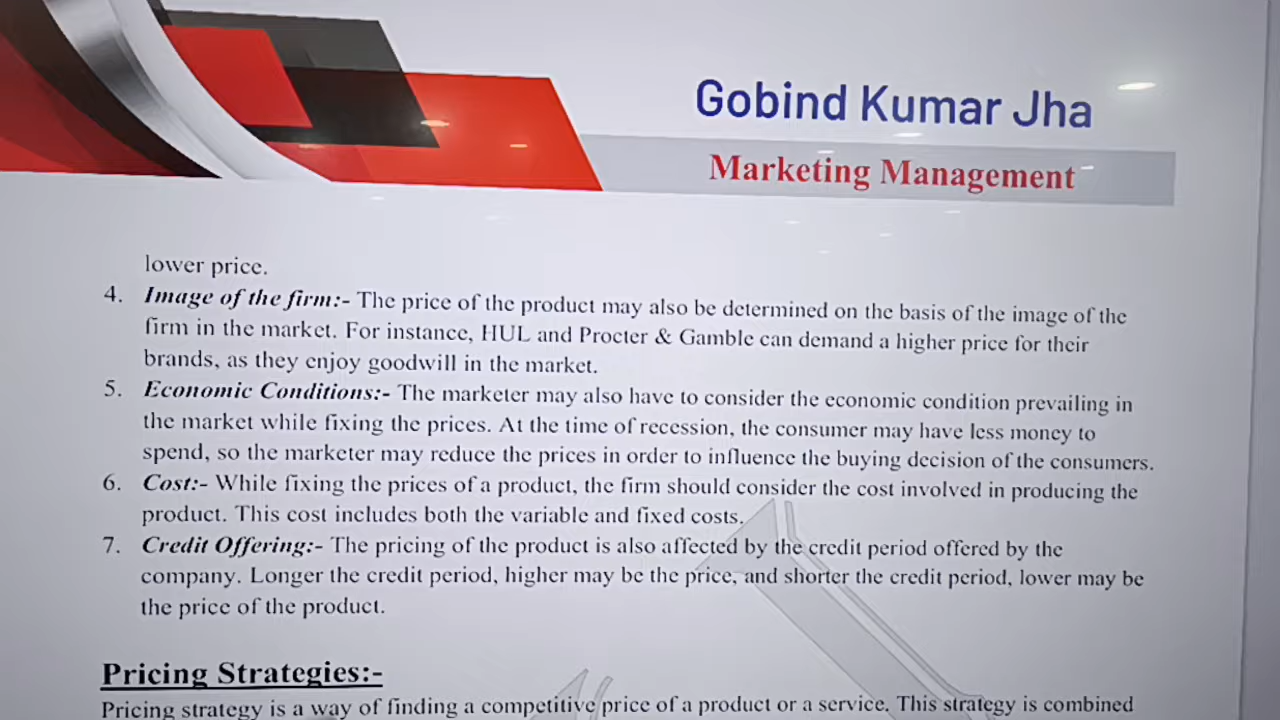 Gobind Kumar Jha
Marketing Management
lower price.
4. Image of the firm:- The price of the product may also be determined on the basis of the image of the
firm in the market. For instance, HUL and Procter & Gamble can demand a higher price for their
brands, as they enjoy goodwill in the market.
5. Economic Conditions:- The marketer may also have to consider the economic condition prevailing in
the market while fixing the prices. At the time of recession, the consumer may have less money to
spend, so the marketer may reduce the prices in order to influence the buying decision of the consumers.
6. Cost:- While fixing the prices of a product, the firm should consider the cost involved in producing the
product. This cost includes both the variable and fixed costs.
7. Credit Offering:- The pricing of the product is also affected by the credit period offered by the
company. Longer the credit period, higher may be the price, and shorter the credit period, lower may be
the price of the product.
Pricing Strategies:-
Pricing strategy is a way of finding a competitive price of a product or a service. This strategy is combined